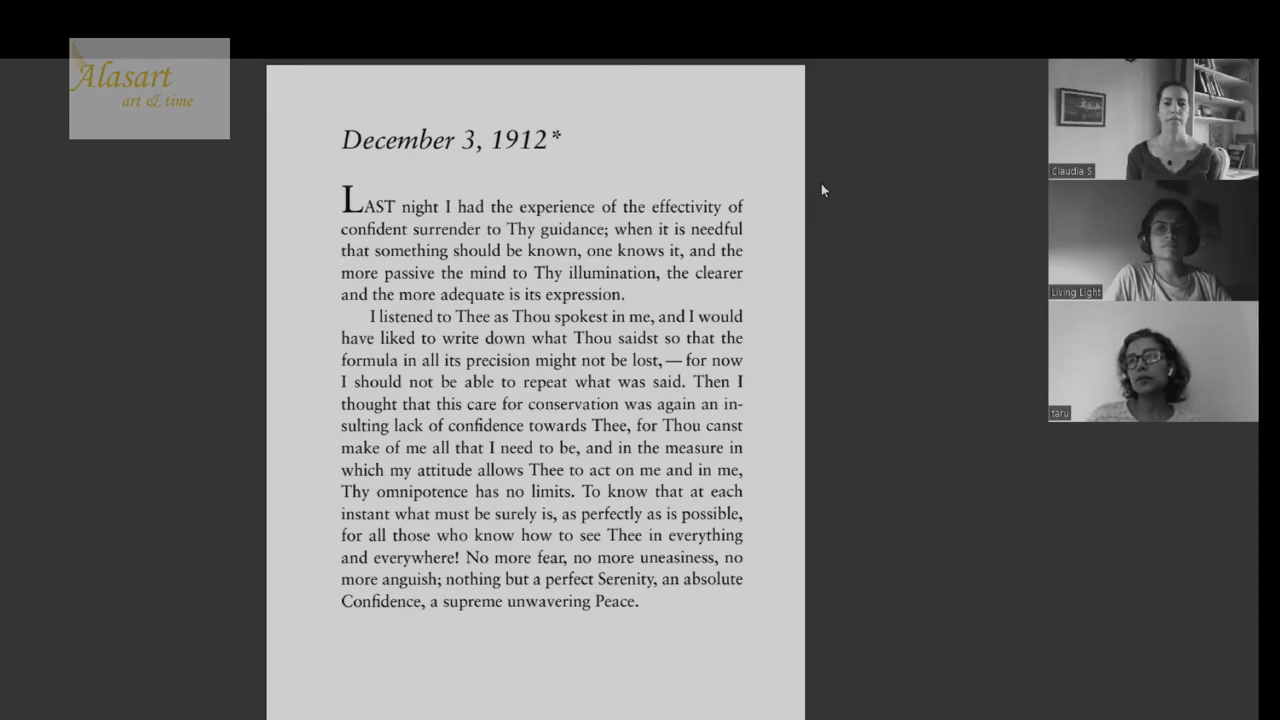 Alasart
art & time
December 3, 1912*
LAST night I had the experience of the effectivity of
confident surrender to Thy guidance; when it is needful
that something should be known, one knows it, and the
more passive the mind to Thy illumination, the clearer
and the more adequate is its expression.
I listened to Thee as Thou spokest in me, and I would
have liked to write down what Thou saidst so that the
formula in all its precision might not be lost, — for now
I should not be able to repeat what was said. Then I
thought that this care for conservation was again an in-
sulting lack of confidence towards Thee, for Thou canst
make of me all that I need to be, and in the measure in
which my attitude allows Thee to act on me and in me,
Thy omnipotence has no limits. To know that at each
instant what must be surely is, as perfectly as is possible,
for all those who know how to see Thee in everything
and everywhere! No more fear, no more uneasiness, no
more anguish; nothing but a perfect Serenity, an absolute
Confidence, a supreme unwavering Peace.
Claudia S
Living Light
taru